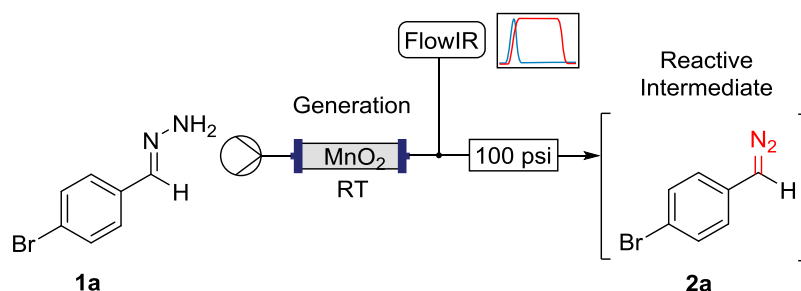 FlowIR
Reactive
Intermediate
Generation
N
NH₂
H
Br
1a
MnO₂
RT
100 psi
N₂
H
Br
2a